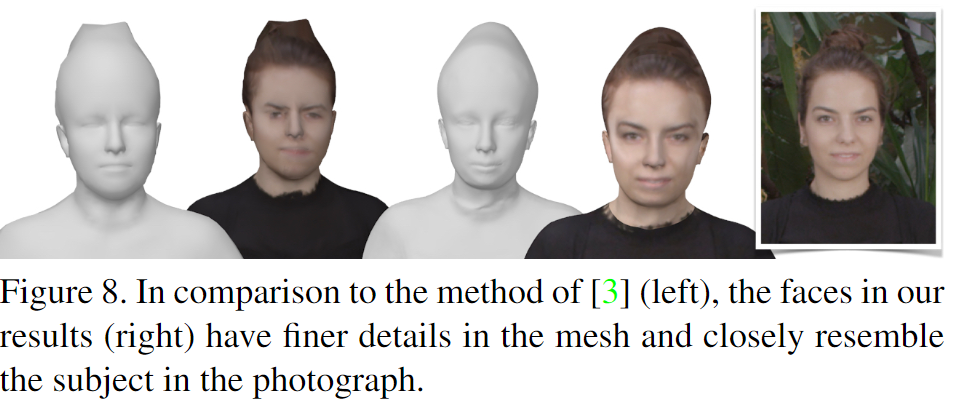 Figure 8. In comparison to the method of [3] (left), the faces in our
results (right) have finer details in the mesh and closely resemble
the subject in the photograph.